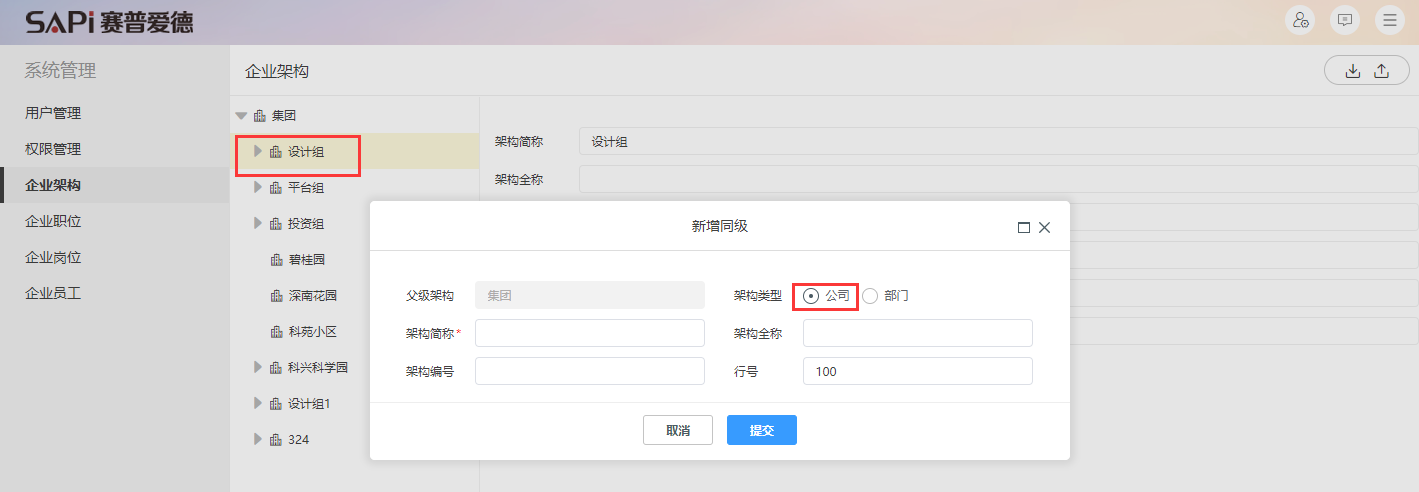 SAPi 赛普爱德
系统管理
用户管理
权限管理
企业架构
企业职位
企业岗位
企业员工
企业架构
集团
设计组
平台组
投资组
碧桂园
深南花园
科苑小区
科兴科学园
设计组1
324
架构简称 设计组
架构全称
新增同级
父级架构 集团 架构类型 公司 部门
架构简称* 架构全称
架构编号 行号 100
取消 提交